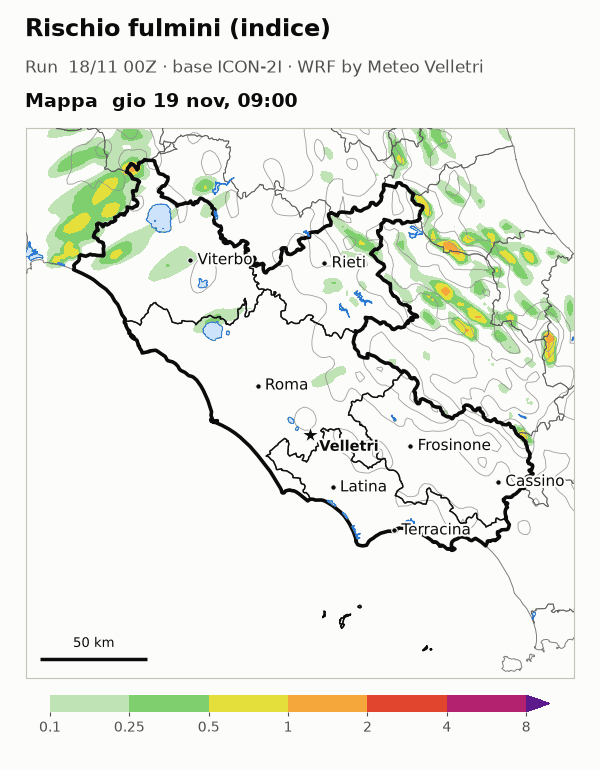 Rischio fulmini (indice)
Run  18/11 00Z · base ICON-2I · WRF by Meteo Velletri
Mappa  gio 19 nov, 09:00
Viterbo
Rieti
Roma
Velletri
Frosinone
Latina
Cassino
Terracina
50 km
0.1 0.25 0.5 1 2 4 8